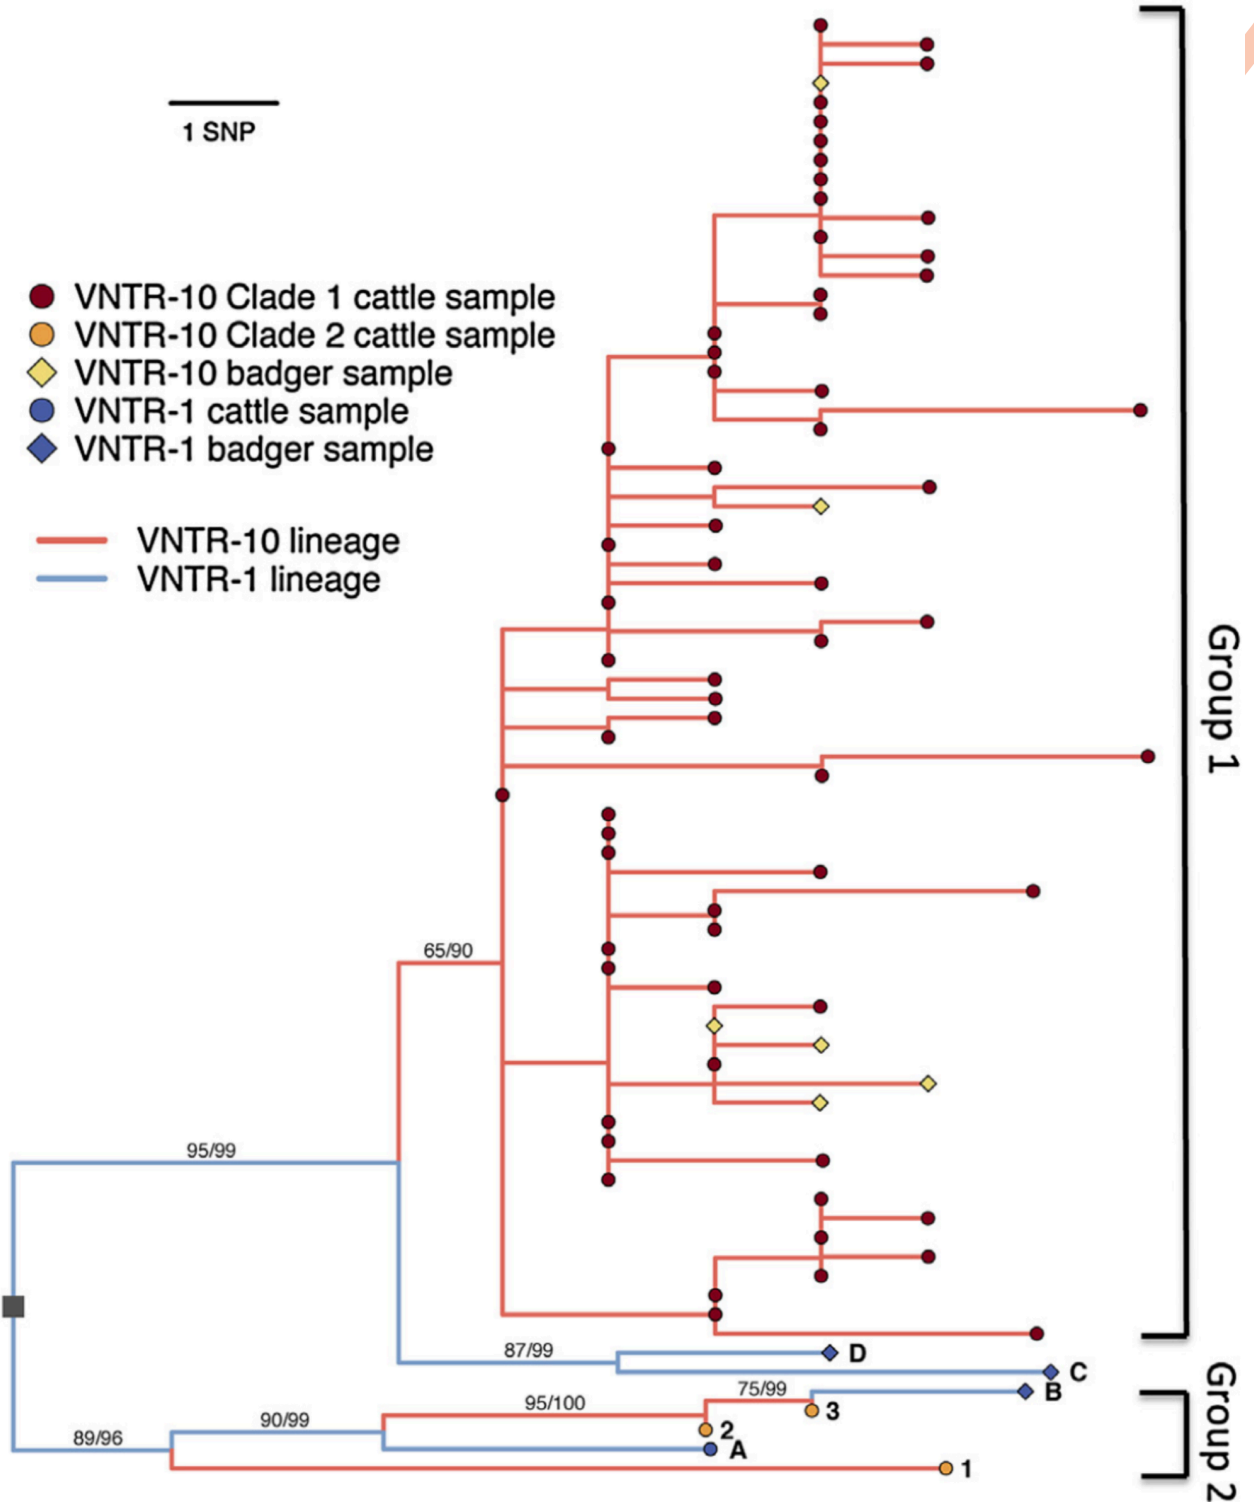 1 SNP
VNTR-10 Clade 1 cattle sample
VNTR-10 Clade 2 cattle sample
VNTR-10 badger sample
VNTR-1 cattle sample
VNTR-1 badger sample
VNTR-10 lineage
VNTR-1 lineage
Group 1
65/90
95/99
87/99
D
C
Group 2
75/99
B
95/100
3
90/99
2
89/96
A
1